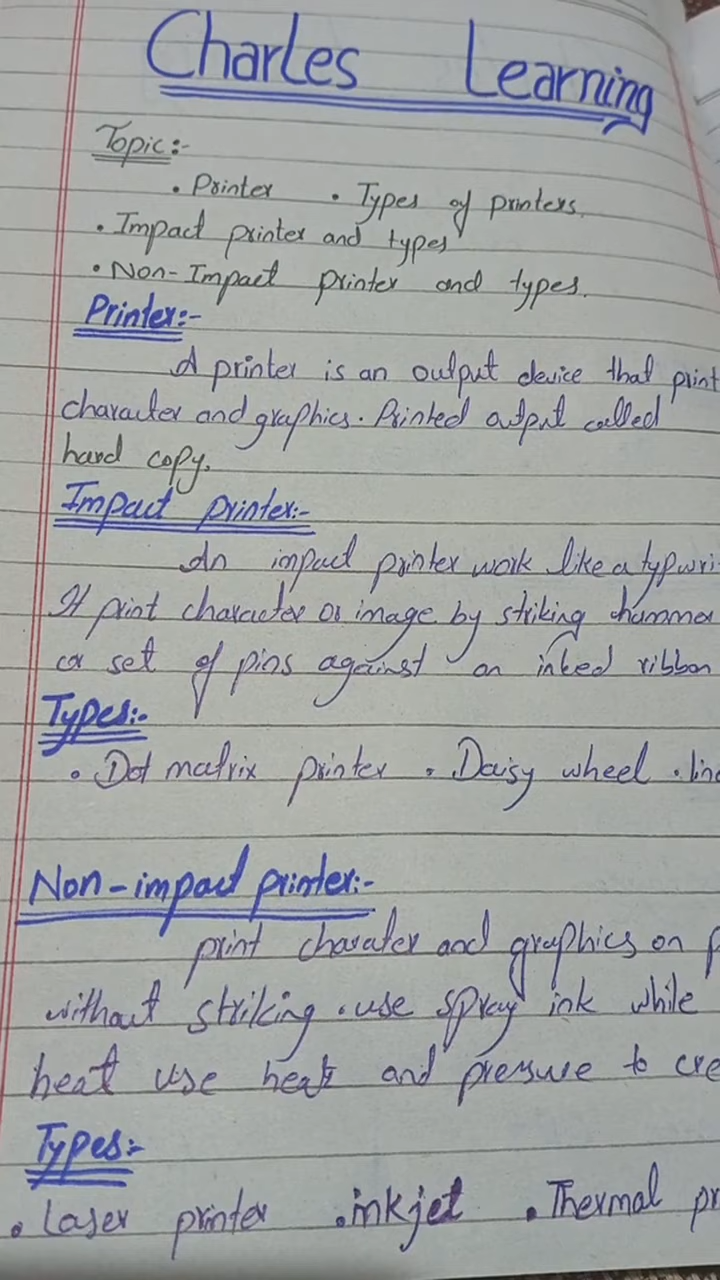 Charles Learning
Topic:-
• Printer • Types of printers.
• Impact printer and types
• Non-Impact printer and types.
Printer:-
A printer is an output device that print
character and graphics. Printed output called
hard copy.
Impact printer:-
An impact printer work like a typwri
It print character or image by striking hammer
or set of pins against on inked ribbon
Types:-
• Dot matrix printer • Daisy wheel • line
Non-impact printer:-
print charater and graphics on p
without striking . use spray ink while
heat use heat and pressure to cre
Types:-
• Laser printer • inkjet • Thermal pr